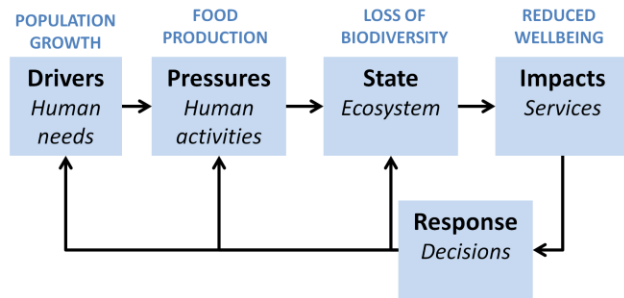 POPULATION
GROWTH
FOOD
PRODUCTION
LOSS OF
BIODIVERSITY
REDUCED
WELLBEING
Drivers
Human
needs
Pressures
Human
activities
State
Ecosystem
Impacts
Services
Response
Decisions